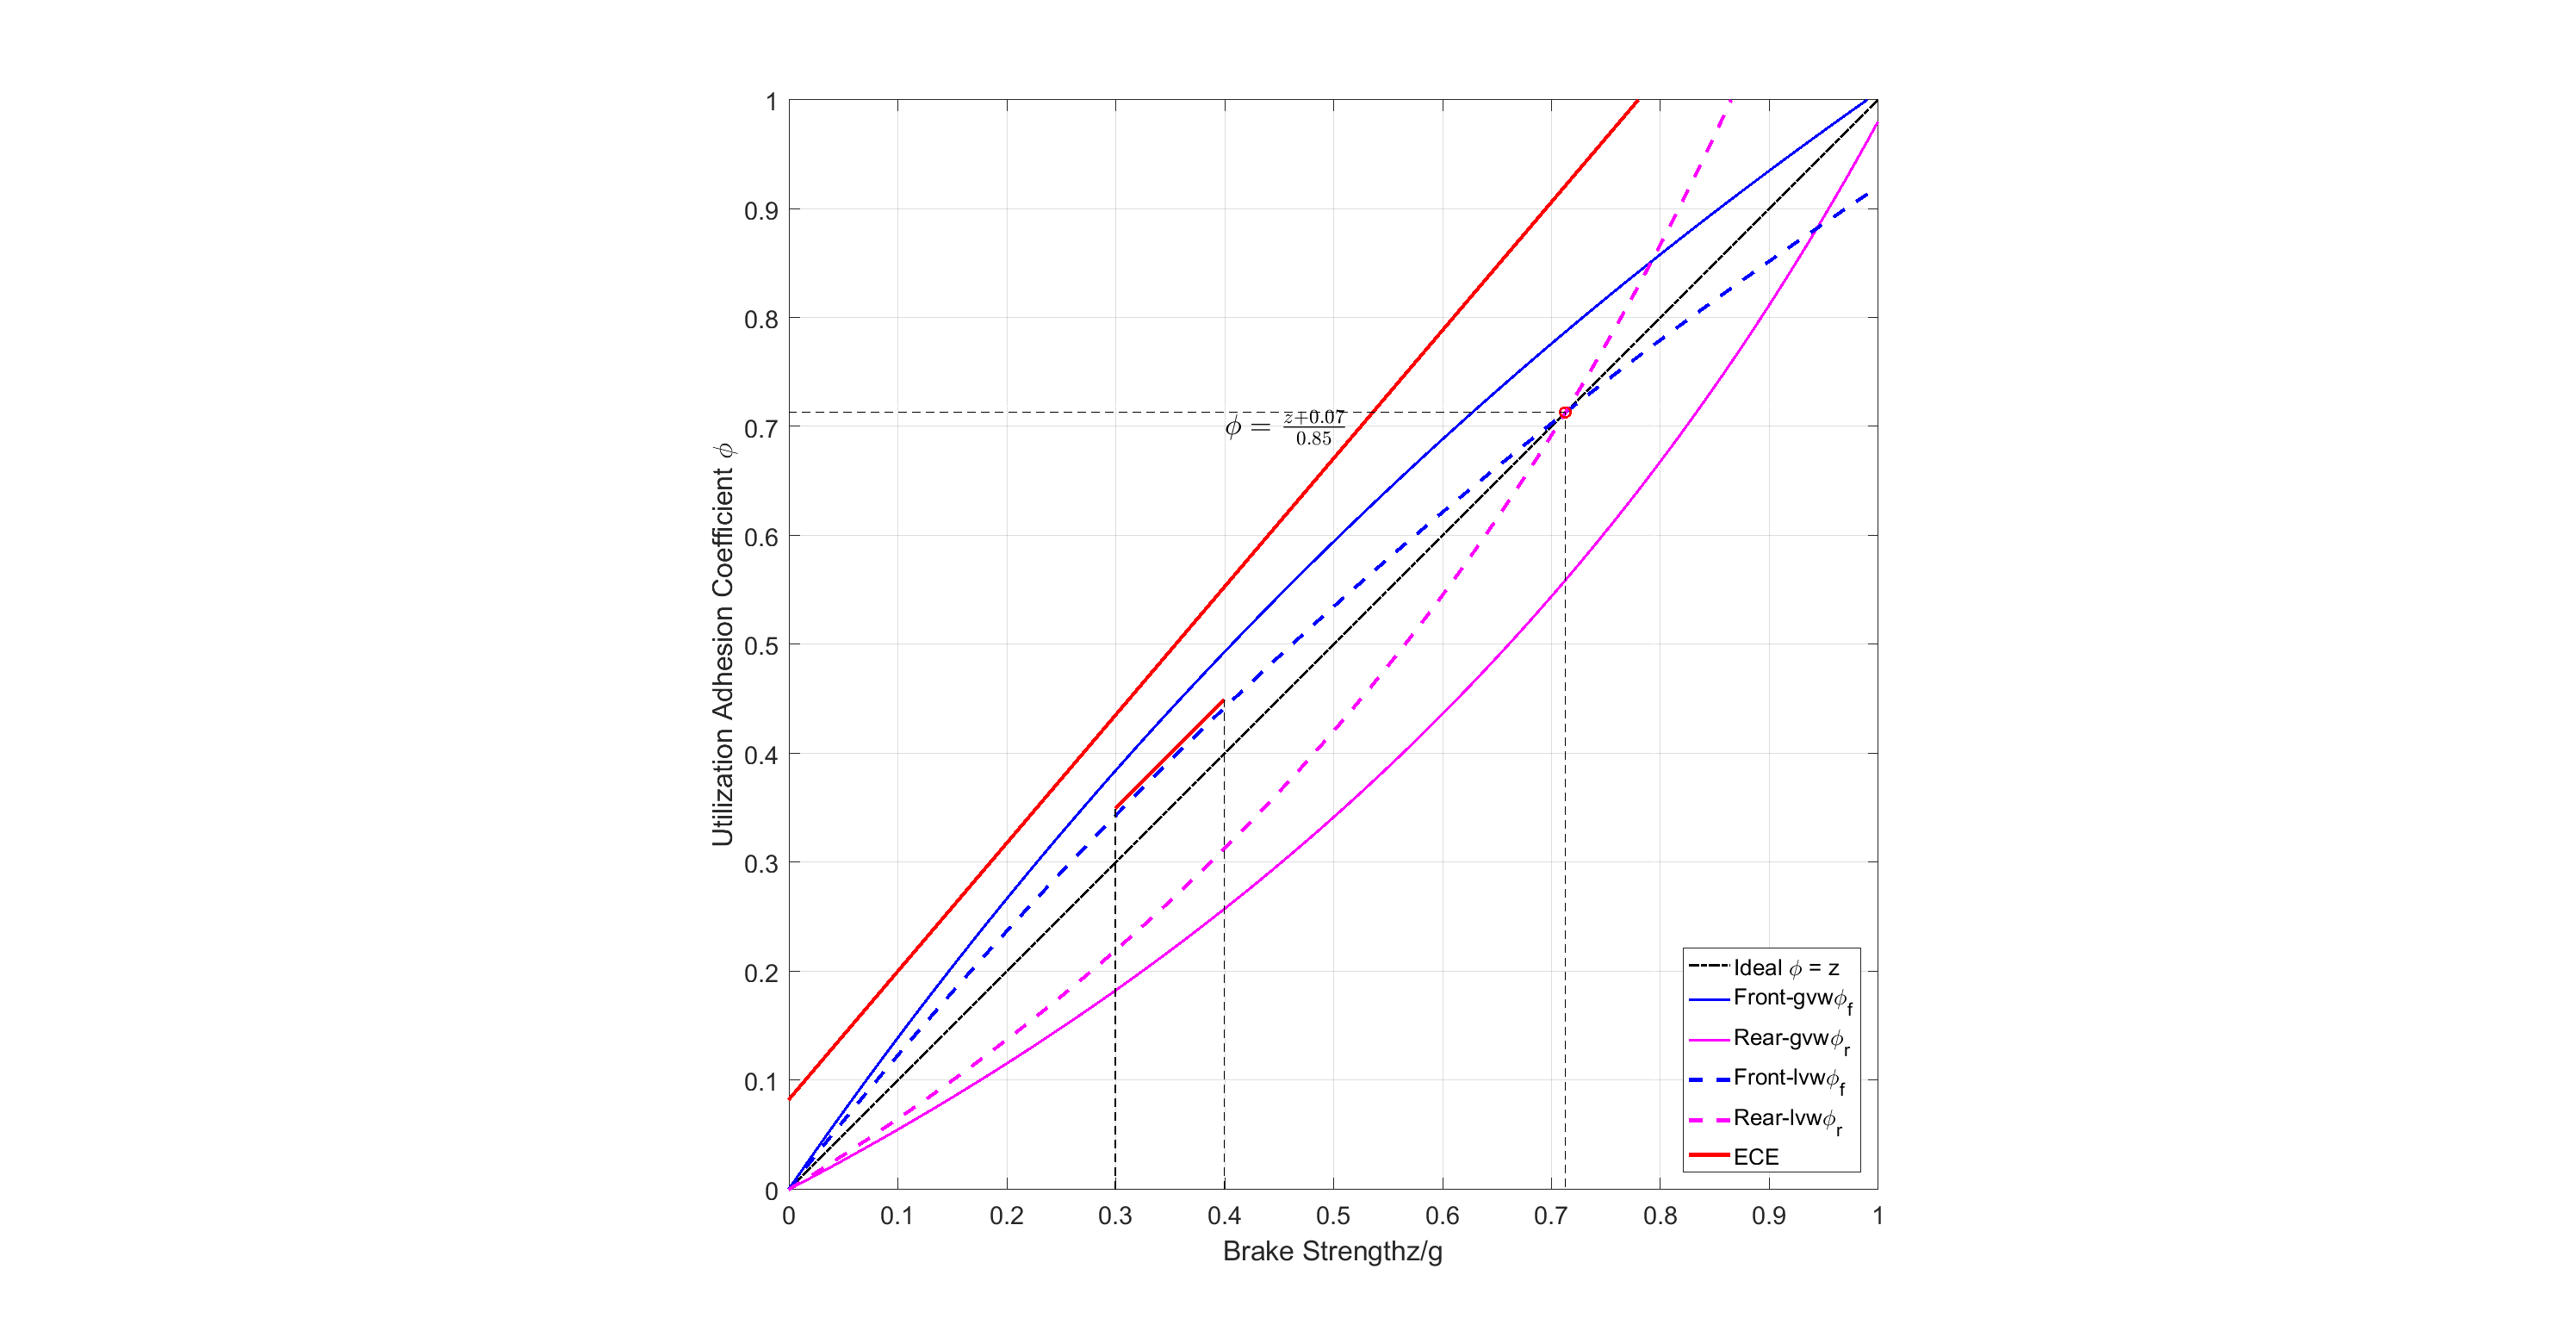 1
0.9
0.8
0.7
0.6
0.5
0.4
0.3
0.2
0.1
0
Utilization Adhesion Coefficient ϕ
ϕ = z+0.07/0.85
Ideal ϕ = z
Front-gvwϕf
Rear-gvwϕr
Front-lvwϕf
Rear-lvwϕr
ECE
0 0.1 0.2 0.3 0.4 0.5 0.6 0.7 0.8 0.9 1
Brake Strengthz/g